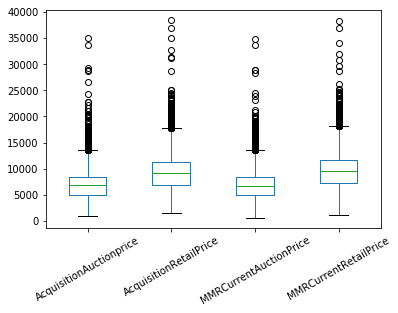 40000
35000
30000
25000
20000
15000
10000
5000
0
AcquisitionAuctionprice
AcquisitionRetailPrice
MMRCurrentAuctionPrice
MMRCurrentRetailPrice